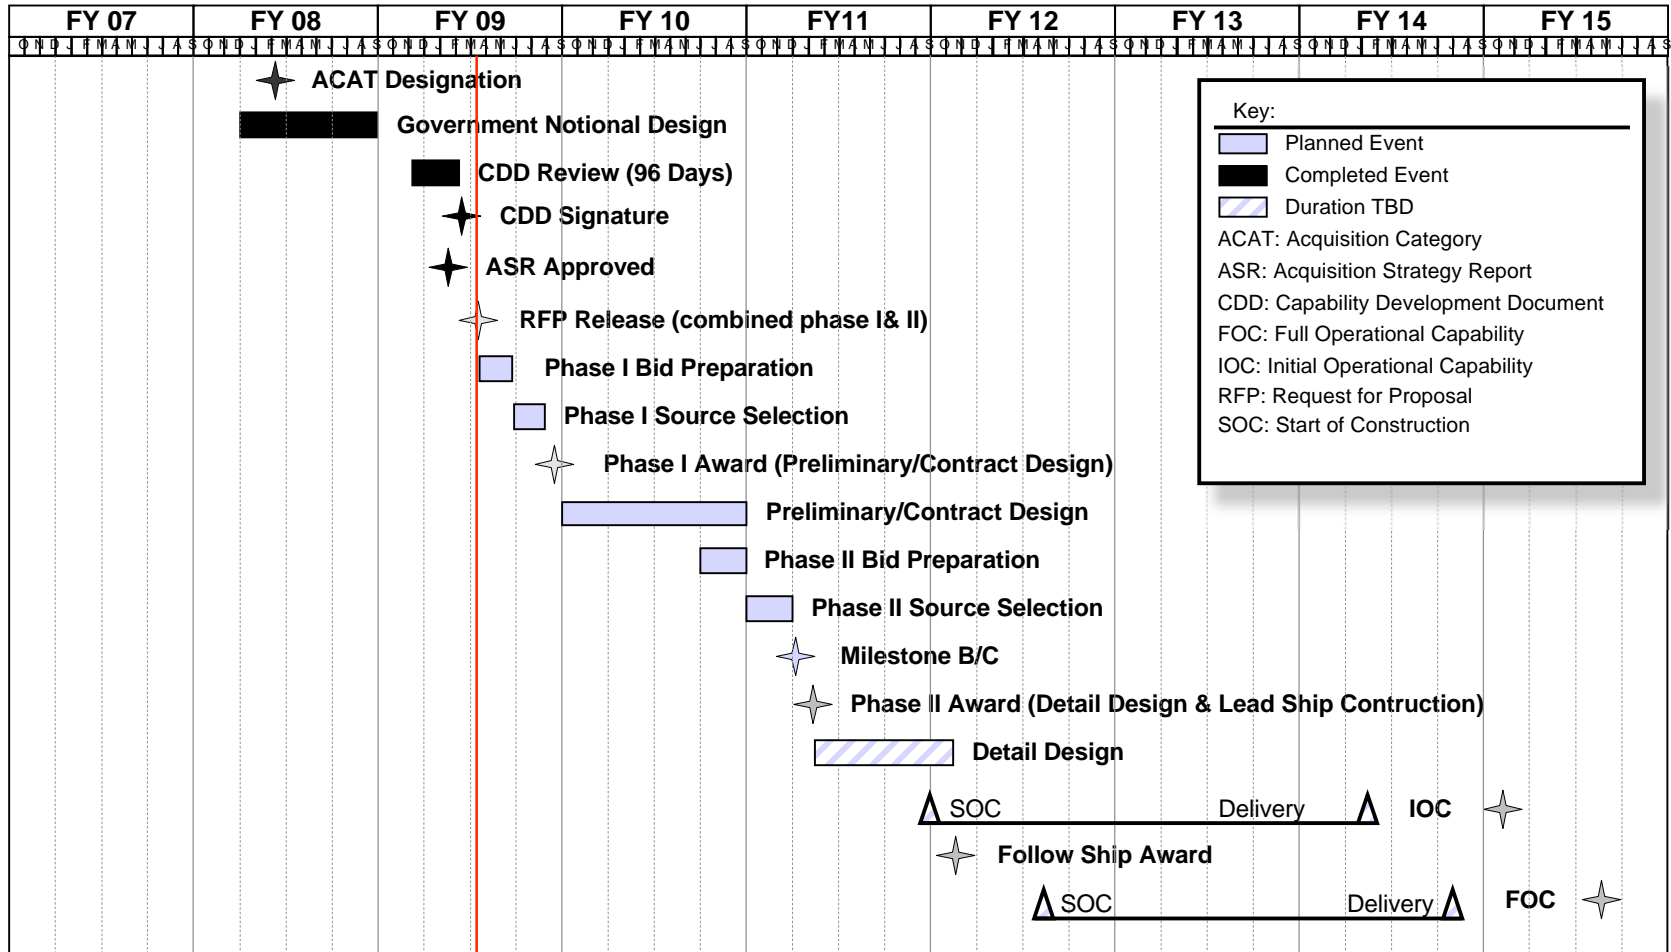 FY 07 FY 08 FY 09 FY 10 FY11 FY 12 FY 13 FY 14 FY 15
O N D J F M A M J J A S O N D J F M A M J J A S O N D J F M A M J J A S O N D J F M A M J J A S O N D J F M A M J J A S O N D J F M A M J J A S O N D J F M A M J J A S O N D J F M A M J J A S O N D J F M A M J J A S
ACAT Designation
Government Notional Design
CDD Review (96 Days)
CDD Signature
ASR Approved
RFP Release (combined phase I& II)
Phase I Bid Preparation
Phase I Source Selection
Phase I Award (Preliminary/Contract Design)
Preliminary/Contract Design
Phase II Bid Preparation
Phase II Source Selection
Milestone B/C
Phase II Award (Detail Design & Lead Ship Contruction)
Detail Design
SOC Delivery IOC
Follow Ship Award
SOC Delivery FOC
Key:
Planned Event
Completed Event
Duration TBD
ACAT: Acquisition Category
ASR: Acquisition Strategy Report
CDD: Capability Development Document
FOC: Full Operational Capability
IOC: Initial Operational Capability
RFP: Request for Proposal
SOC: Start of Construction